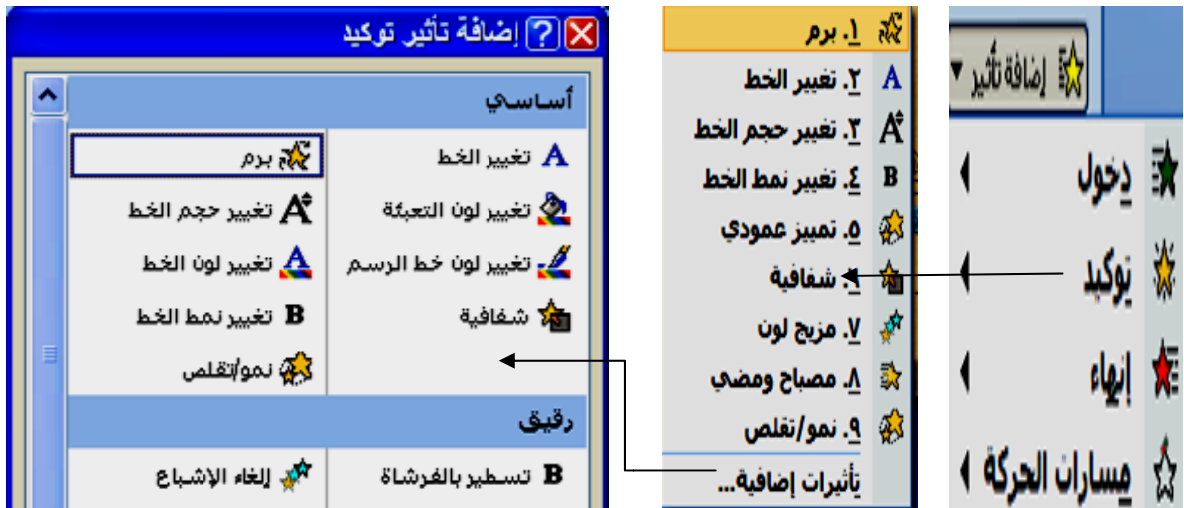 إضافة تأثير
دخول
توكيد
إنهاء
مسارات الحركة
١. برم
٢. تغيير الخط
٣. تغيير حجم الخط
٤. تغيير نمط الخط
٥. تمييز عمودي
٦. شفافية
٧. مزيج لون
٨. مصباح ومضي
٩. نمو/تقلص
تأثيرات إضافية...
إضافة تأثير توكيد
أساسي
تغيير الخط برم
تغيير لون التعبئة تغيير حجم الخط
تغيير لون خط الرسم تغيير لون الخط
شفافية تغيير نمط الخط
نمو/تقلص
رقيق
تسطير بالفرشاة إلغاء الإشباع